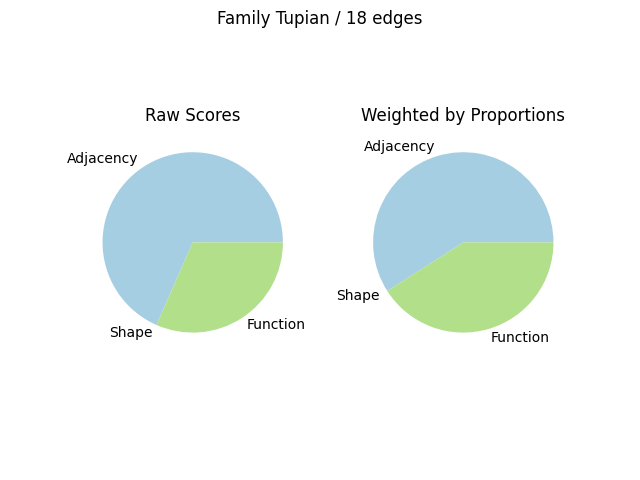 Family Tupian / 18 edges
Raw Scores
Adjacency
Shape
Function
Weighted by Proportions
Adjacency
Shape
Function